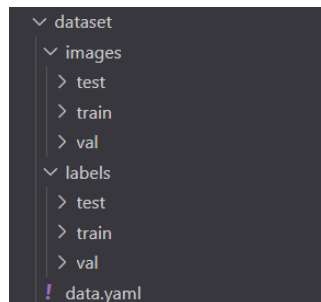 dataset
images
test
train
val
labels
test
train
val
! data.yaml